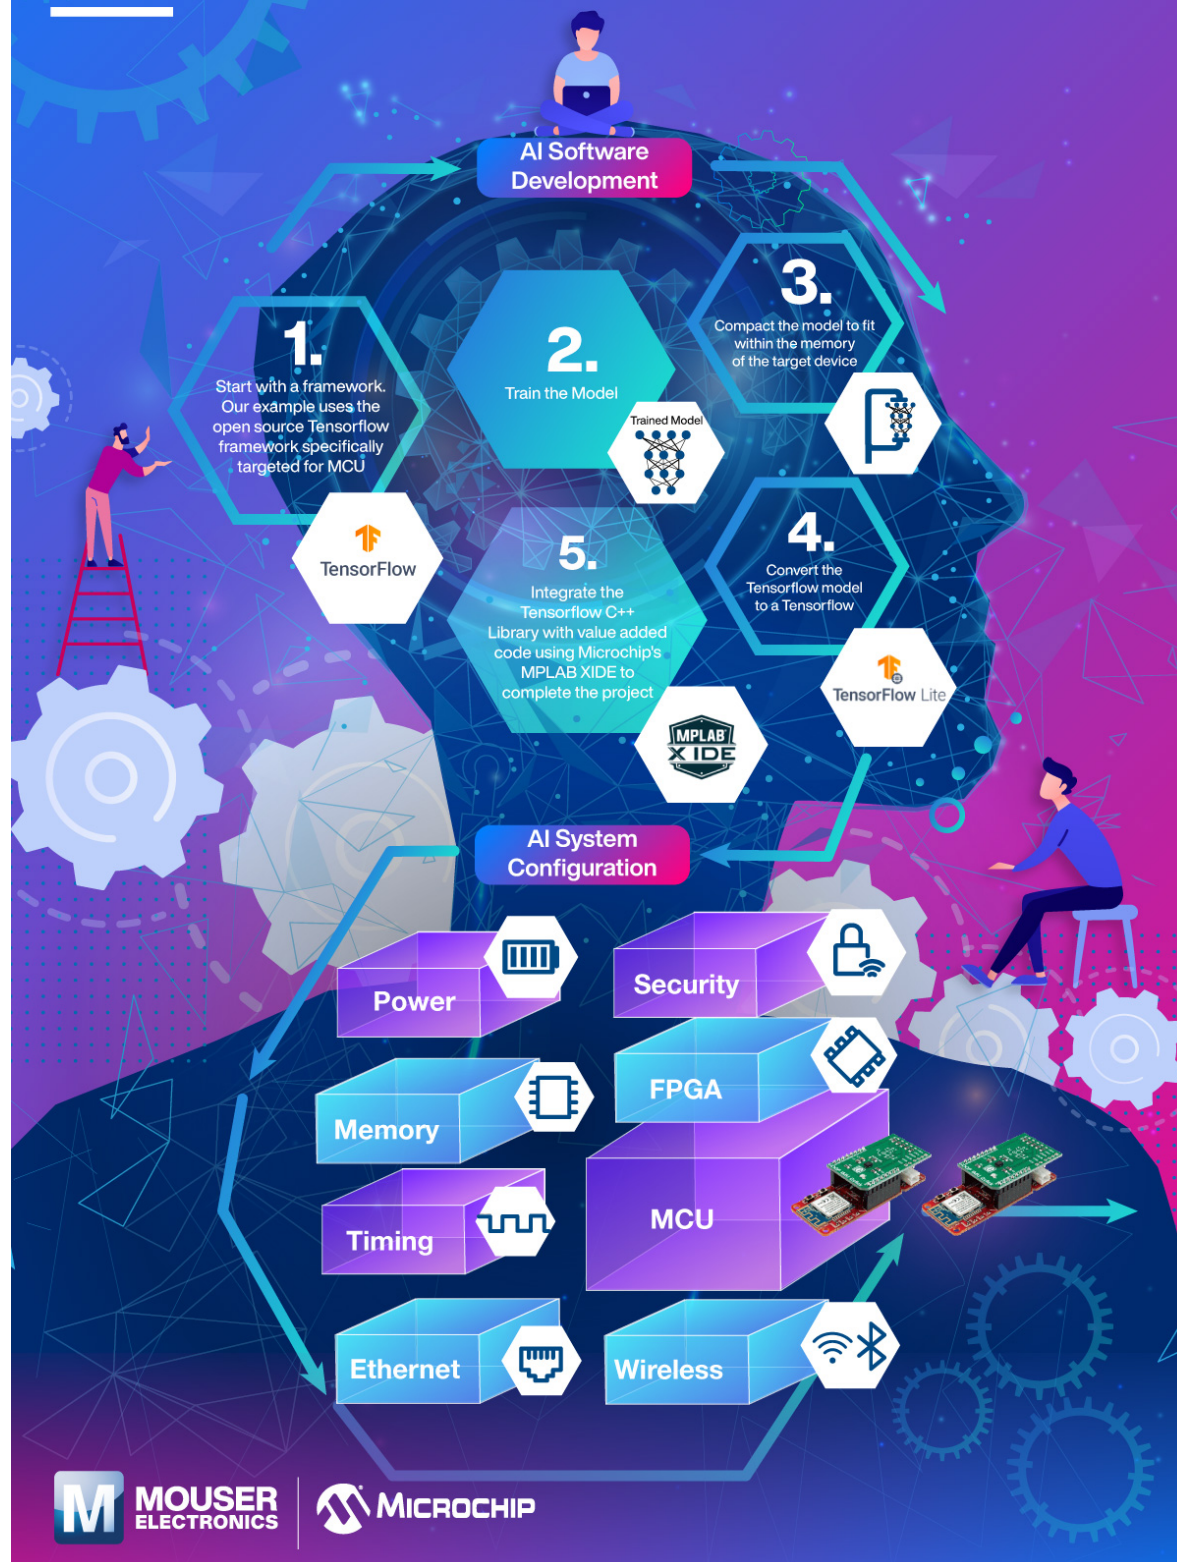 AI Software
Development
1.
Start with a framework.
Our example uses the
open source Tensorflow
framework specifically
targeted for MCU
TensorFlow
2.
Train the Model
Trained Model
3.
Compact the model to fit
within the memory
of the target device
4.
Convert the
Tensorflow model
to a Tensorflow
TensorFlow Lite
5.
Integrate the
Tensorflow C++
Library with value added
code using Microchip's
MPLAB XIDE to
complete the project
MPLAB®
X IDE
AI System
Configuration
Power
Security
Memory
FPGA
Timing
MCU
Ethernet
Wireless
M
MOUSER
ELECTRONICS
MICROCHIP